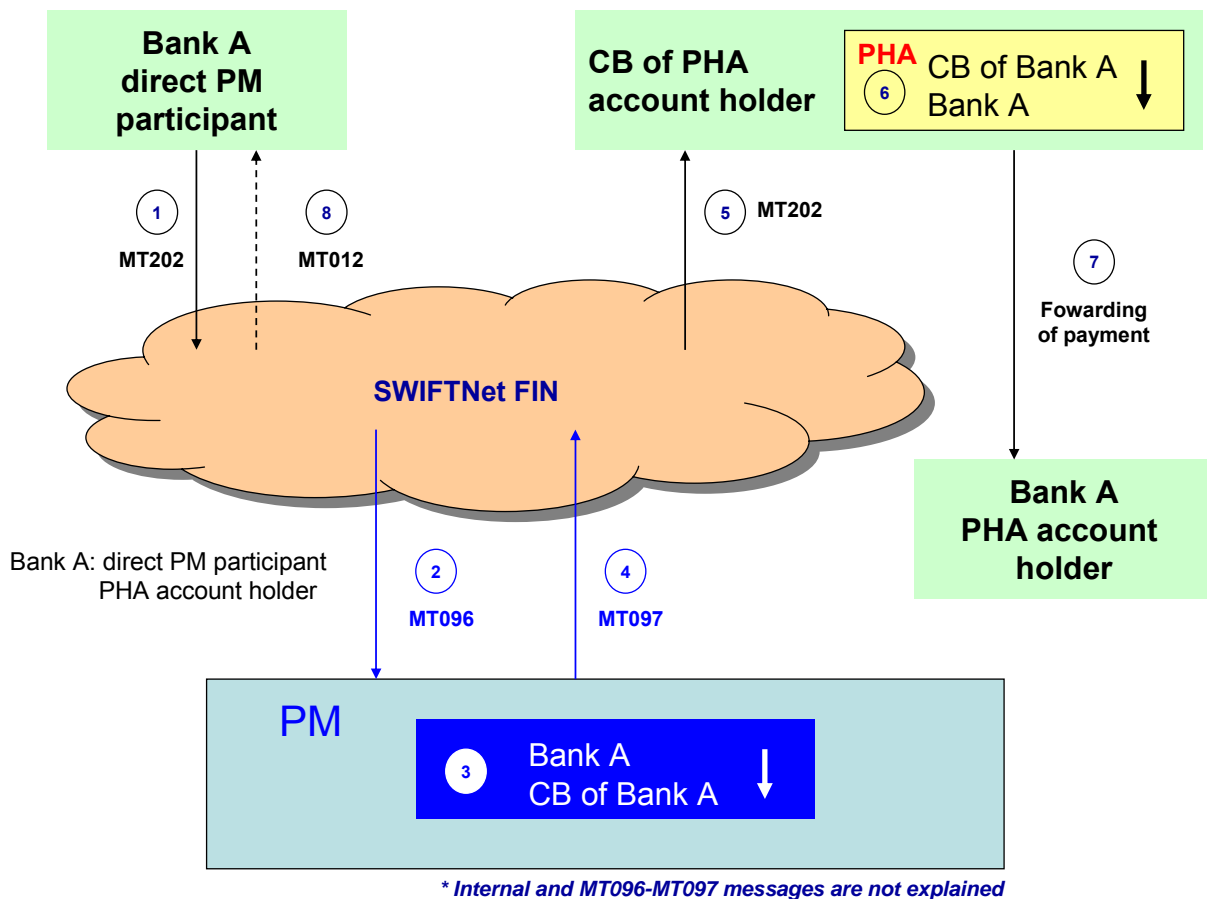 Bank A
direct PM
participant
CB of PHA
account holder
PHA
6
CB of Bank A
Bank A
1
MT202
8
MT012
5
MT202
7
Fowarding
of payment
SWIFTNet FIN
Bank A
PHA account
holder
Bank A: direct PM participant
PHA account holder
2
MT096
4
MT097
PM
3
Bank A
CB of Bank A
* Internal and MT096-MT097 messages are not explained